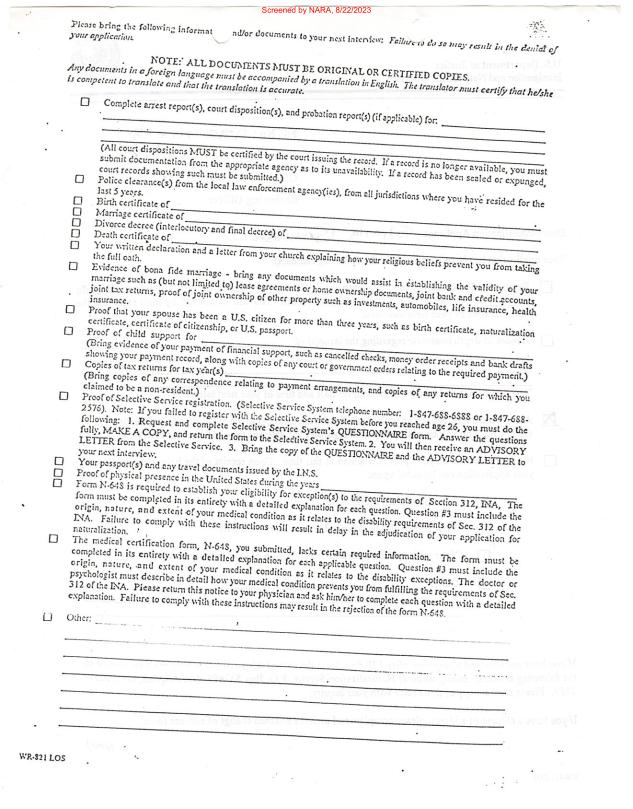 Screened by NARA, 8/22/2023
Please bring the following informat and/or documents to your next interview: Failure to do so may result in the denial of
your application.
NOTE: ALL DOCUMENTS MUST BE ORIGINAL OR CERTIFIED COPIES.
Any documents in a foreign language must be accompanied by a translation in English. The translator must certify that he/she
is competent to translate and that the translation is accurate.
Complete arrest report(s), court disposition(s), and probation report(s) (if applicable) for:
(All court dispositions MUST be certified by the court issuing the record. If a record is no longer available, you must
submit documentation from the appropriate agency as to its unavailability. If a record has been sealed or expunged,
court records showing such must be submitted.)
Police clearance(s) from the local law enforcement agency(ies), from all jurisdictions where you have resided for the
last 5 years.
Birth certificate of
Marriage certificate of
Divorce decree (interlocutory and final decree) of
Death certificate of
Your written declaration and a letter from your church explaining how your religious beliefs prevent you from taking
the full oath.
Evidence of bona fide marriage - bring any documents which would assist in establishing the validity of your
marriage such as (but not limited to) lease agreements or home ownership documents, joint bank and credit accounts,
joint tax returns, proof of joint ownership of other property such as investments, automobiles, life insurance, health
insurance.
Proof that your spouse has been a U.S. citizen for more than three years, such as birth certificate, naturalization
certificate, certificate of citizenship, or U.S. passport.
Proof of child support for
(Bring evidence of your payment of financial support, such as cancelled checks, money order receipts and bank drafts
showing your payment record, along with copies of any court or government orders relating to the required payment.)
Copies of tax returns for tax year(s)
(Bring copies of any correspondence relating to payment arrangements, and copies of any returns for which you
claimed to be a non-resident.)
Proof of Selective Service registration. (Selective Service System telephone number: 1-847-688-6888 or 1-847-688-
2576). Note: If you failed to register with the Selective Service System before you reached age 26, you must do the
following: 1. Request and complete Selective Service System's QUESTIONNAIRE form. Answer the questions
fully, MAKE A COPY, and return the form to the Selective Service System. 2. You will then receive an ADVISORY
LETTER from the Selective Service. 3. Bring the copy of the QUESTIONNAIRE and the ADVISORY LETTER to
your next interview.
Your passport(s) and any travel documents issued by the I.N.S.
Proof of physical presence in the United States during the years
Form N-648 is required to establish your eligibility for exception(s) to the requirements of Section 312, INA, The
form must be completed in its entirety with a detailed explanation for each question. Question #3 must include the
origin, nature, and extent of your medical condition as it relates to the disability requirements of Sec. 312 of the
INA. Failure to comply with these instructions will result in delay in the adjudication of your application for
naturalization.
The medical certification form, N-648, you submitted, lacks certain required information. The form must be
completed in its entirety with a detailed explanation for each applicable question. Question #3 must include the
origin, nature, and extent of your medical condition as it relates to the disability exceptions. The doctor or
psychologist must describe in detail how your medical condition prevents you from fulfilling the requirements of Sec.
312 of the INA. Please return this notice to your physician and ask him/her to complete each question with a detailed
explanation. Failure to comply with these instructions may result in the rejection of the form N-648.
Other:
WR-821 LOS